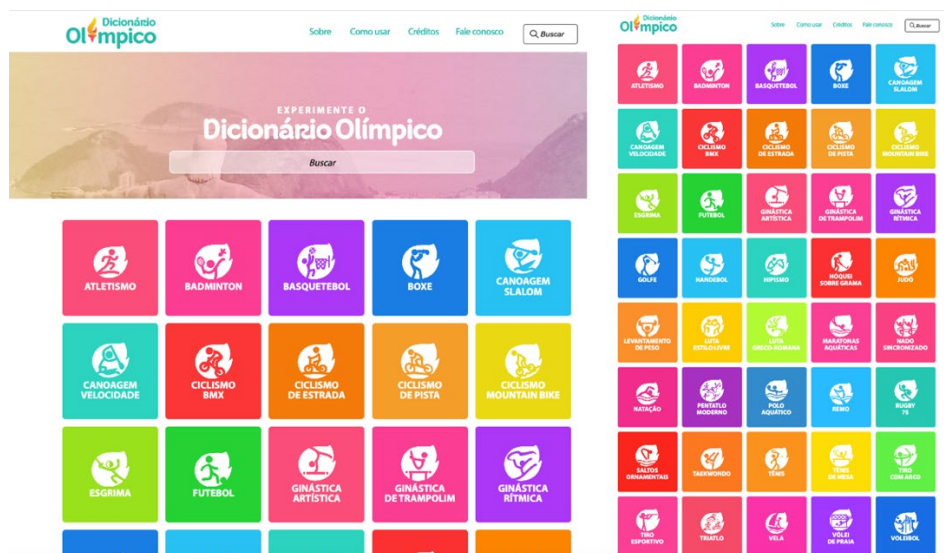 Dicionário
Olímpico
Sobre
Como usar
Créditos
Fale conosco
Buscar
EXPERIMENTE O
Dicionário Olímpico
Buscar
ATLETISMO
BADMINTON
BASQUETEBOL
BOXE
CANOAGEM
SLALOM
CANOAGEM
VELOCIDADE
CICLISMO
BMX
CICLISMO
DE ESTRADA
CICLISMO
DE PISTA
CICLISMO
MOUNTAIN BIKE
ESGRIMA
FUTEBOL
GINÁSTICA
ARTÍSTICA
GINÁSTICA
DE TRAMPOLIM
GINÁSTICA
RÍTMICA
Dicionário
Olímpico
Sobre
Como usar
Créditos
Fale conosco
Buscar
ATLETISMO
BADMINTON
BASQUETEBOL
BOXE
CANOAGEM
SLALOM
CANOAGEM
VELOCIDADE
CICLISMO
BMX
CICLISMO
DE ESTRADA
CICLISMO
DE PISTA
CICLISMO
MOUNTAIN BIKE
ESGRIMA
FUTEBOL
GINÁSTICA
ARTÍSTICA
GINÁSTICA
DE TRAMPOLIM
GINÁSTICA
RÍTMICA
GOLFE
HANDEBOL
HIPISMO
HÓQUEI
SOBRE GRAMA
JUDÔ
LEVANTAMENTO
DE PESO
LUTA
ESTILO LIVRE
LUTA
GRECO-ROMANA
MARATONAS
AQUÁTICAS
NADO
SINCRONIZADO
NATAÇÃO
PENTATLO
MODERNO
POLO
AQUÁTICO
REMO
RUGBY
7S
SALTOS
ORNAMENTAIS
TAEKWONDO
TÊNIS
TÊNIS
DE MESA
TIRO
COM ARCO
TIRO
ESPORTIVO
TRIATLO
VELA
VÔLEI
DE PRAIA
VOLEIBOL